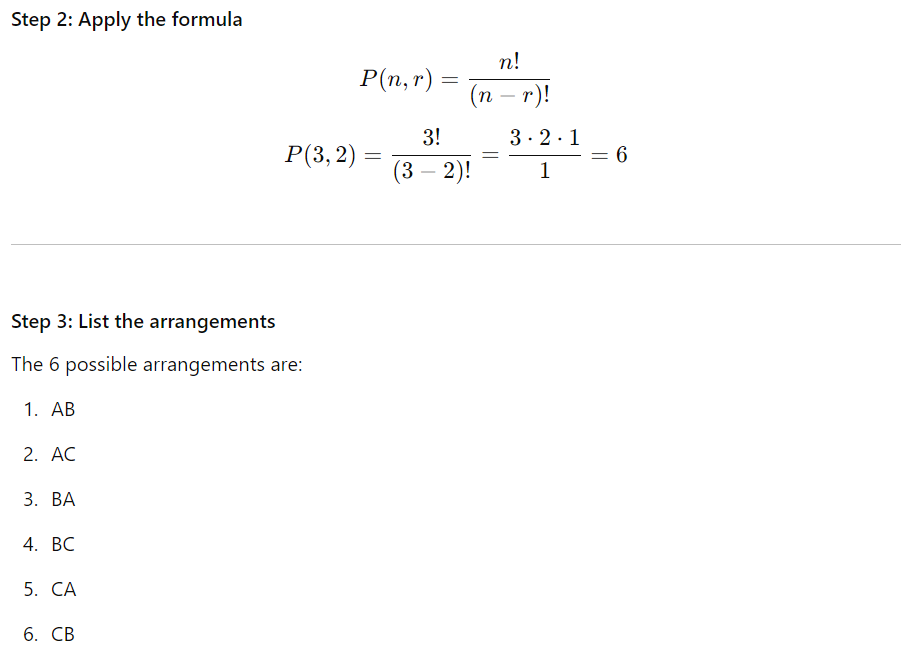 Step 2: Apply the formula
P(n, r) = n! / (n − r)!
P(3, 2) = 3! / (3 − 2)! = 3 · 2 · 1 / 1 = 6
Step 3: List the arrangements
The 6 possible arrangements are:
1. AB
2. AC
3. BA
4. BC
5. CA
6. CB